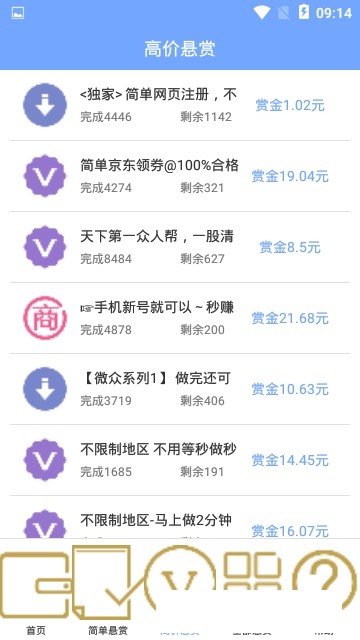 09:14
高价悬赏
<独家> 简单网页注册，不
完成4446 剩余1142 赏金1.02元
简单京东领券@100%合格
完成4274 剩余321 赏金19.04元
天下第一众人帮，一股清
完成8484 剩余627 赏金8.5元
商
☞手机新号就可以～秒赚
完成4878 剩余200 赏金21.68元
【微众系列1】做完还可
完成3719 剩余406 赏金10.63元
不限制地区 不用等秒做秒
完成1685 剩余191 赏金14.45元
不限制地区-马上做2分钟
赏金16.07元
首页 简单悬赏